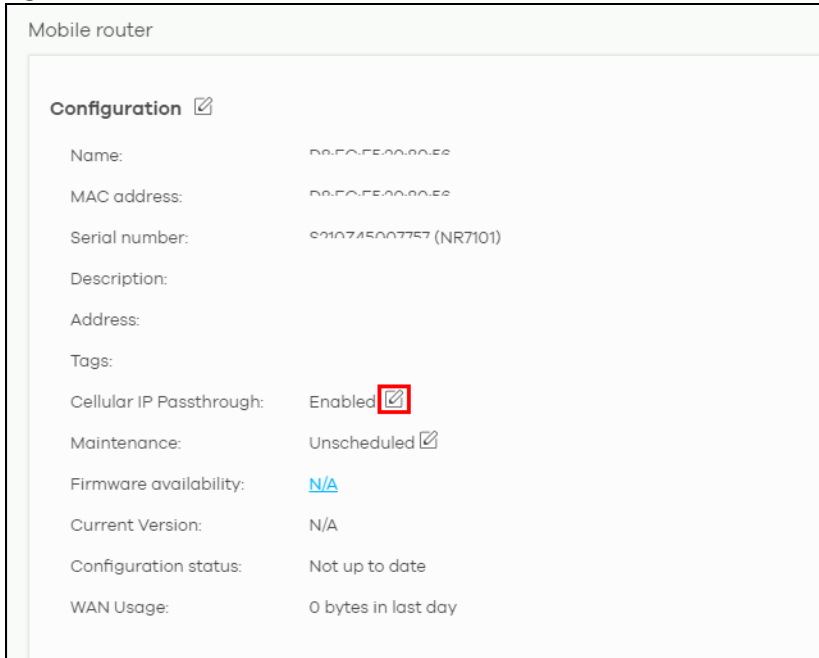 Mobile router
Configuration
Name:
MAC address:
Serial number: (NR7101)
Description:
Address:
Tags:
Cellular IP Passthrough: Enabled
Maintenance: Unscheduled
Firmware availability: N/A
Current Version: N/A
Configuration status: Not up to date
WAN Usage: 0 bytes in last day